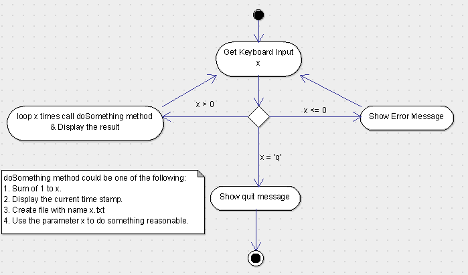 Get Keyboard Input
x
x > 0
x <= 0
loop x times call doSomething method
& Display the result
Show Error Message
x = 'q'
doSomething method could be one of the following:
1. Sum of 1 to x.
2. Display the current time stamp.
3. Create file with name x.txt
4. Use the parameter x to do something reasonable.
Show quit message